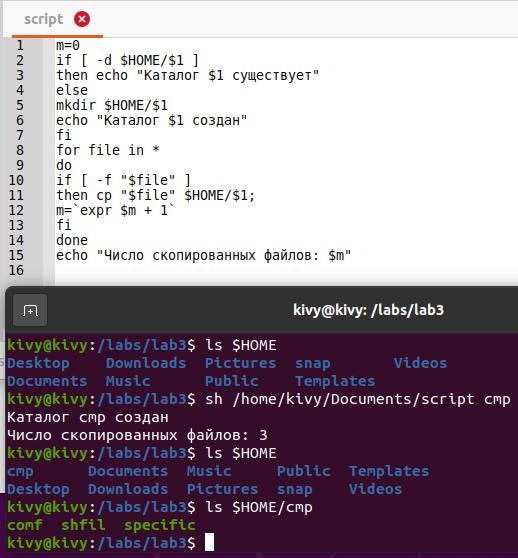 script
1 m=0
2 if [ -d $HOME/$1 ]
3 then echo "Каталог $1 существует"
4 else
5 mkdir $HOME/$1
6 echo "Каталог $1 создан"
7 fi
8 for file in *
9 do
10 if [ -f "$file" ]
11 then cp "$file" $HOME/$1;
12 m=`expr $m + 1`
13 fi
14 done
15 echo "Число скопированных файлов: $m"
16
kivy@kivy: /labs/lab3
kivy@kivy:/labs/lab3$ ls $HOME
Desktop Downloads Pictures snap Videos
Documents Music Public Templates
kivy@kivy:/labs/lab3$ sh /home/kivy/Documents/script cmp
Каталог cmp создан
Число скопированных файлов: 3
kivy@kivy:/labs/lab3$ ls $HOME
cmp Documents Music Public Templates
Desktop Downloads Pictures snap Videos
kivy@kivy:/labs/lab3$ ls $HOME/cmp
comf shfil specific
kivy@kivy:/labs/lab3$